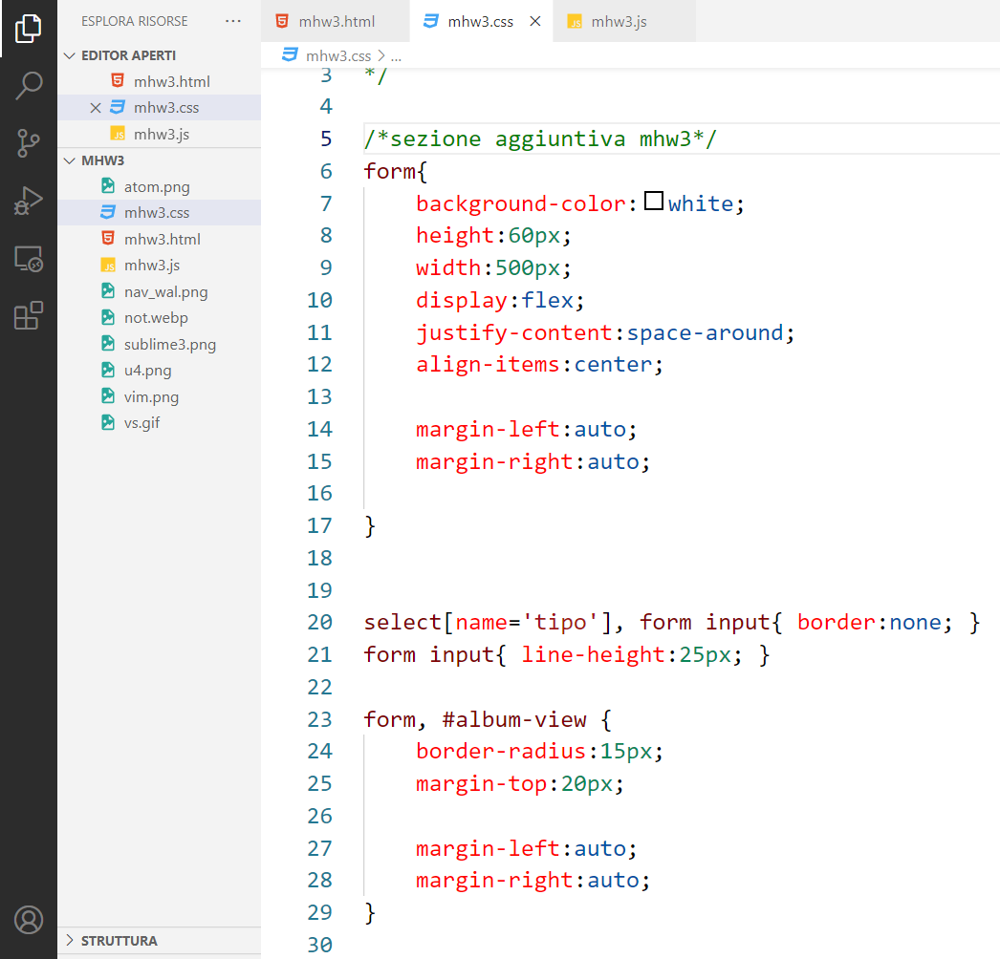 ESPLORA RISORSE ...
EDITOR APERTI
mhw3.html
mhw3.css
JS mhw3.js
MHW3
atom.png
mhw3.css
mhw3.html
JS mhw3.js
nav_wal.png
not.webp
sublime3.png
u4.png
vim.png
vs.gif
STRUTTURA
mhw3.html
mhw3.css
JS mhw3.js
mhw3.css > ...
3 */
4
5 /*sezione aggiuntiva mhw3*/
6 form{
7 background-color: white;
8 height:60px;
9 width:500px;
10 display:flex;
11 justify-content:space-around;
12 align-items:center;
13
14 margin-left:auto;
15 margin-right:auto;
16
17 }
18
19
20 select[name='tipo'], form input{ border:none; }
21 form input{ line-height:25px; }
22
23 form, #album-view {
24 border-radius:15px;
25 margin-top:20px;
26
27 margin-left:auto;
28 margin-right:auto;
29 }
30